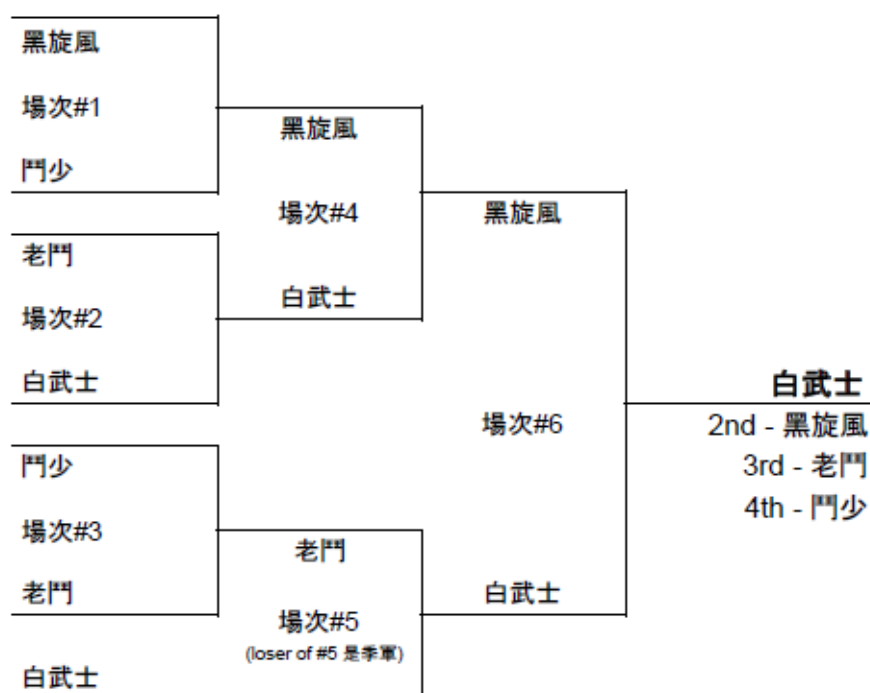 黑旋風
場次#1
鬥少
黑旋風
場次#4
白武士
老鬥
場次#2
白武士
黑旋風
場次#6
白武士
鬥少
場次#3
老鬥
老鬥
場次#5
(loser of #5 是季軍)
白武士
白武士
2nd - 黑旋風
3rd - 老鬥
4th - 鬥少